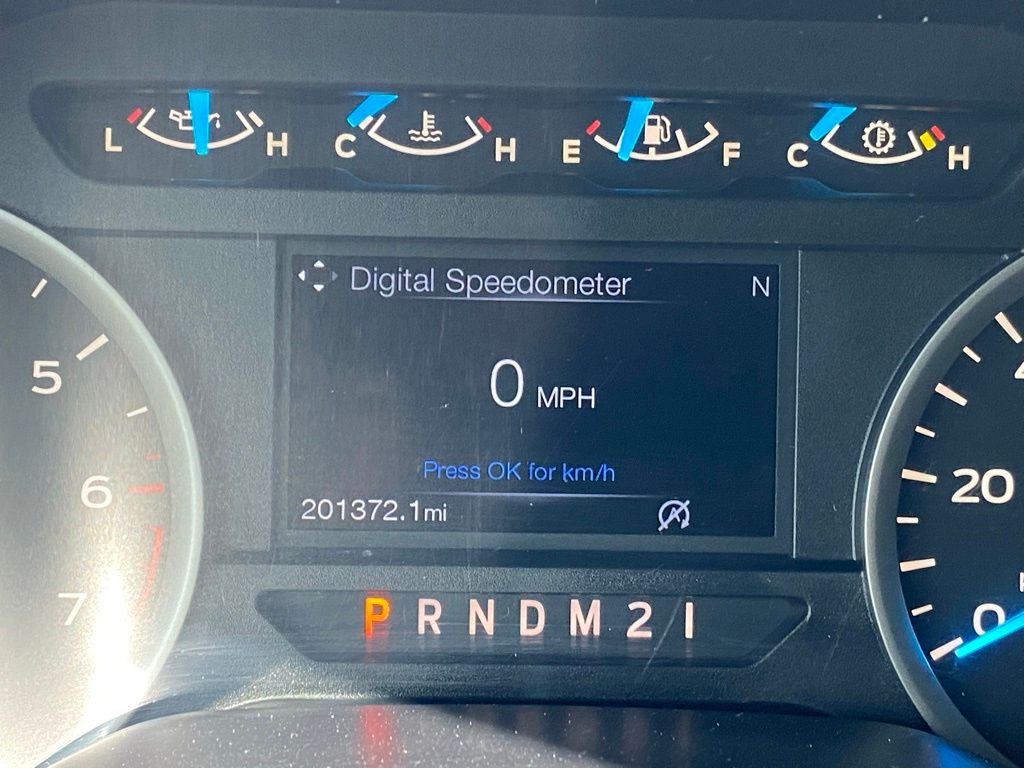 L H C H E F C H
Digital Speedometer N
0 MPH
Press OK for km/h
201372.1mi
P R N D M 2 1
5
6
7
20
0